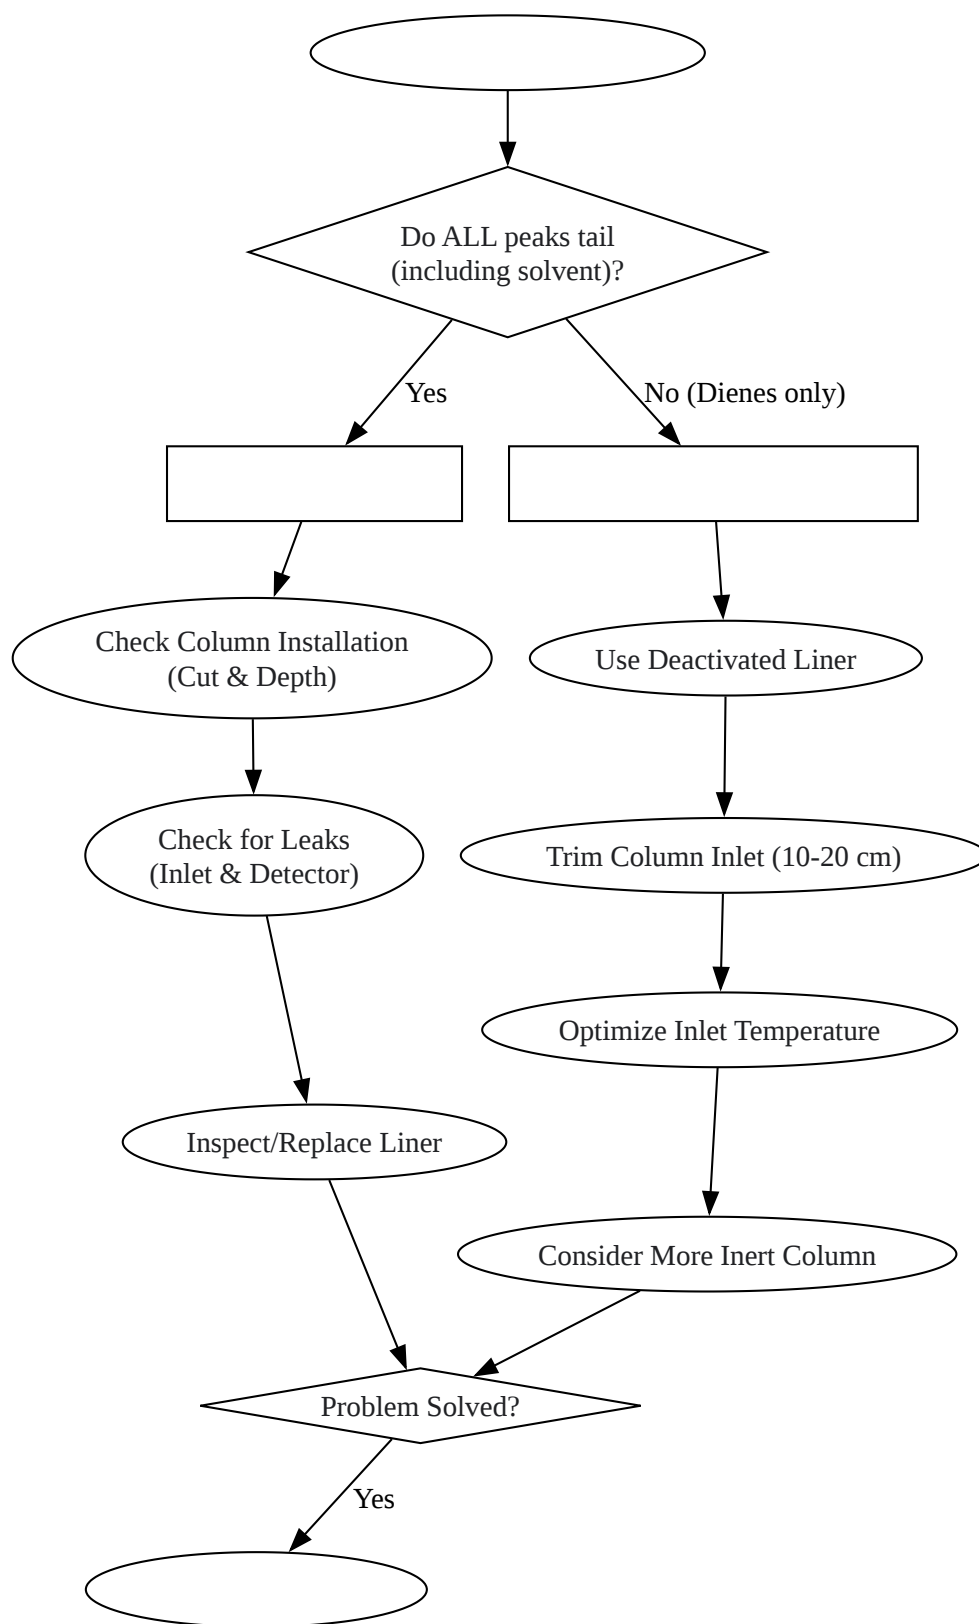 Do ALL peaks tail
(including solvent)?
Yes
No (Dienes only)
Check Column Installation
(Cut & Depth)
Use Deactivated Liner
Check for Leaks
(Inlet & Detector)
Trim Column Inlet (10-20 cm)
Optimize Inlet Temperature
Inspect/Replace Liner
Consider More Inert Column
Problem Solved?
Yes